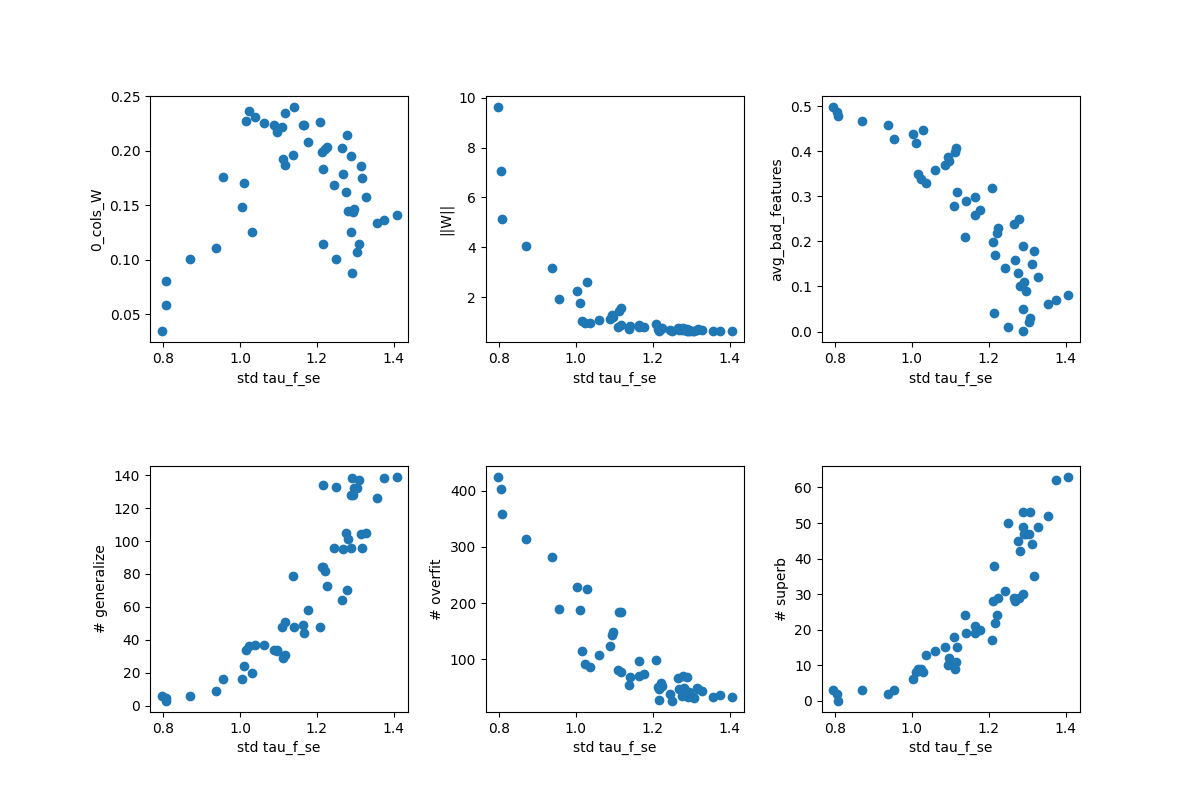 0.25
0.20
0.15
0.10
0.05
0_cols_W
0.8 1.0 1.2 1.4
std tau_f_se
10
8
6
4
2
||W||
0.8 1.0 1.2 1.4
std tau_f_se
0.5
0.4
0.3
0.2
0.1
0.0
avg_bad_features
0.8 1.0 1.2 1.4
std tau_f_se
140
120
100
80
60
40
20
0
# generalize
0.8 1.0 1.2 1.4
std tau_f_se
400
300
200
100
# overfit
0.8 1.0 1.2 1.4
std tau_f_se
60
50
40
30
20
10
0
# superb
0.8 1.0 1.2 1.4
std tau_f_se